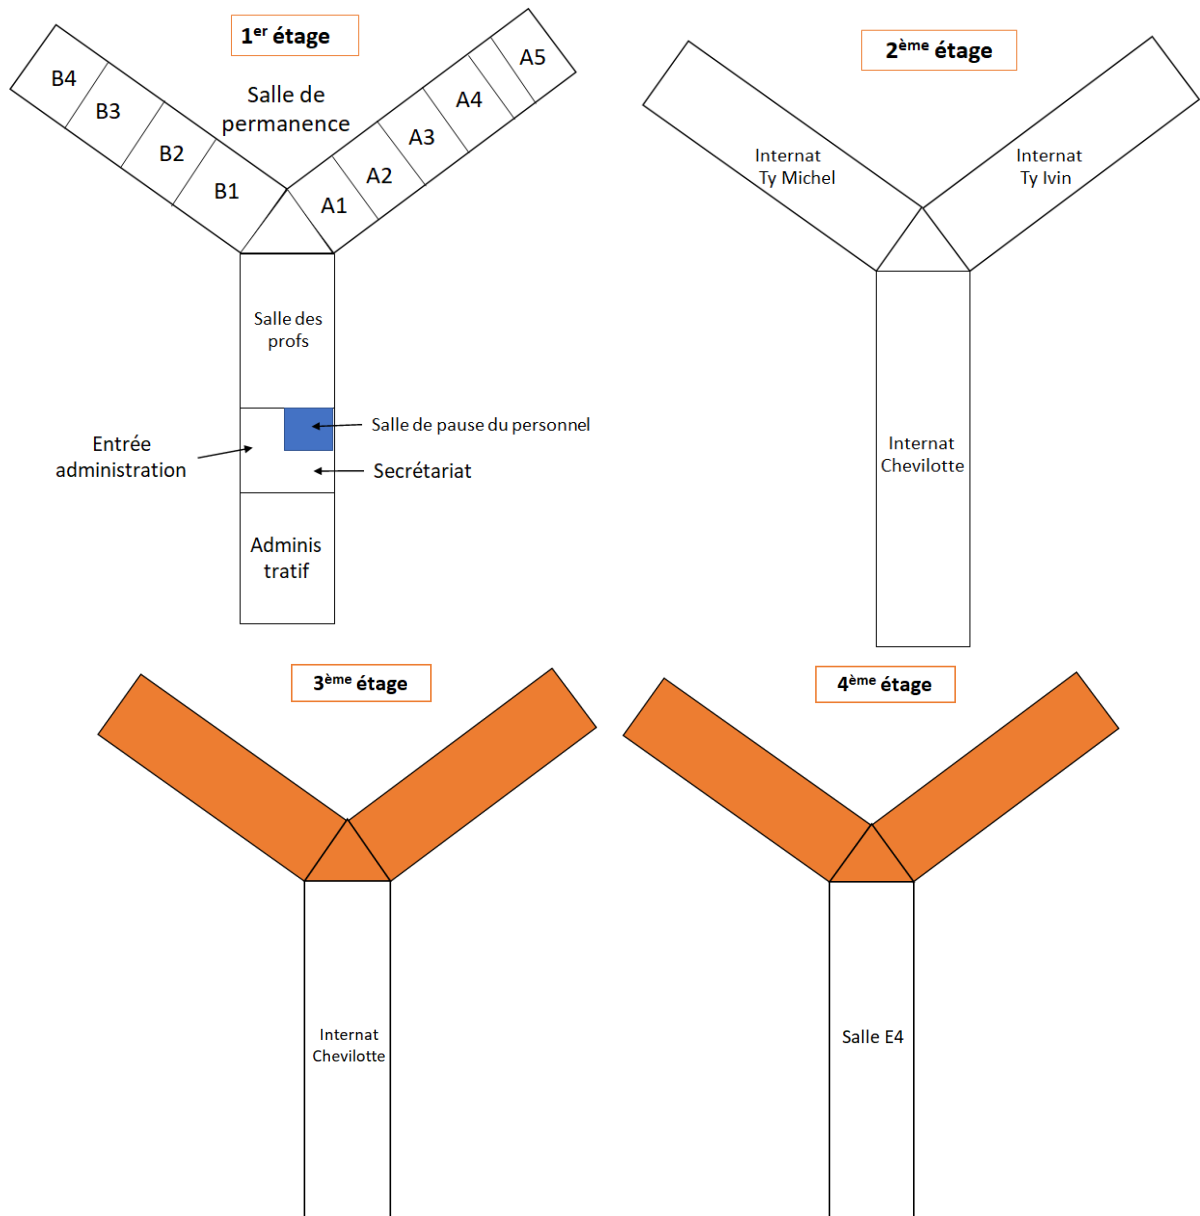 1er étage
2ème étage
Salle de
permanence
B4
B3
B2
B1
A1
A2
A3
A4
A5
Salle des
profs
Salle de pause du personnel
Entrée
administration
Secrétariat
Adminis
tratif
Internat
Ty Michel
Internat
Ty Ivin
Internat
Chevilotte
3ème étage
4ème étage
Internat
Chevilotte
Salle E4